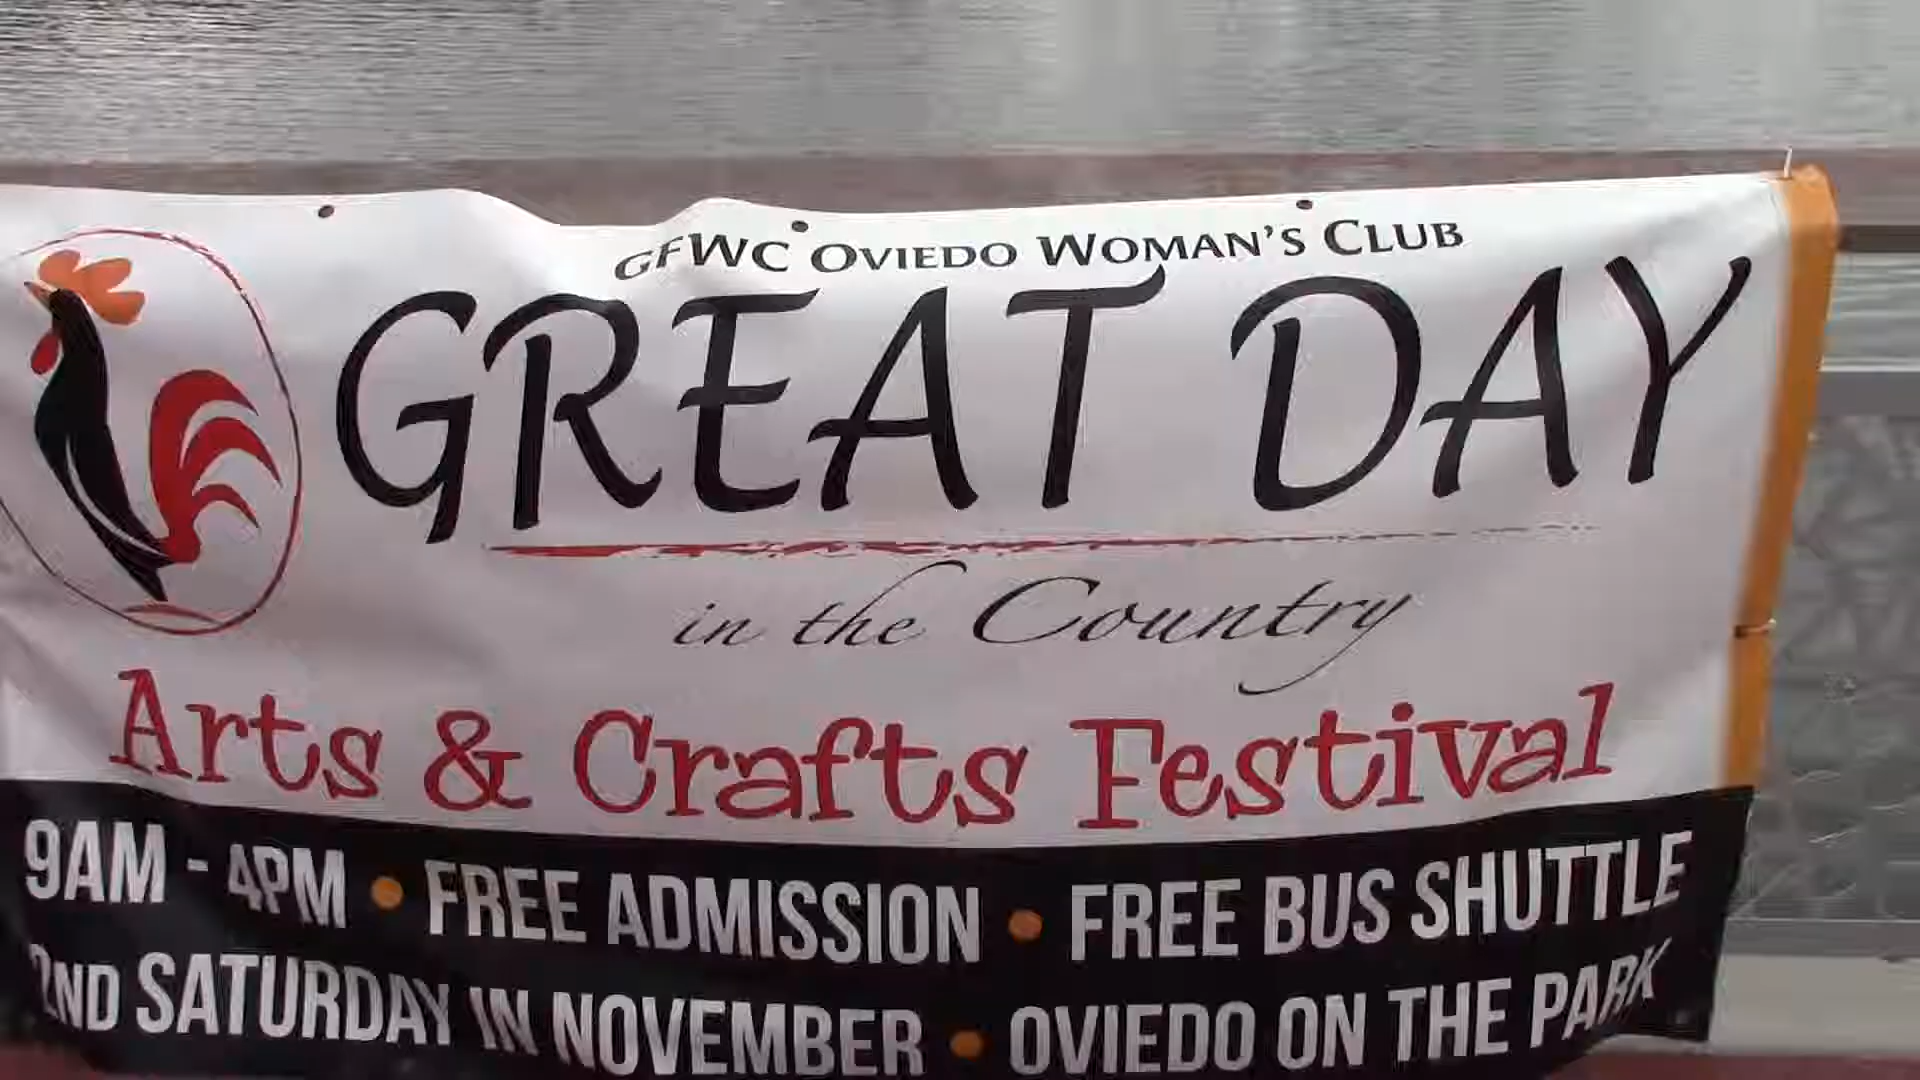 GFWC OVIEDO WOMAN'S CLUB
GREAT DAY
in the Country
Arts & Crafts Festival
9AM - 4PM • FREE ADMISSION • FREE BUS SHUTTLE
2ND SATURDAY IN NOVEMBER • OVIEDO ON THE PARK